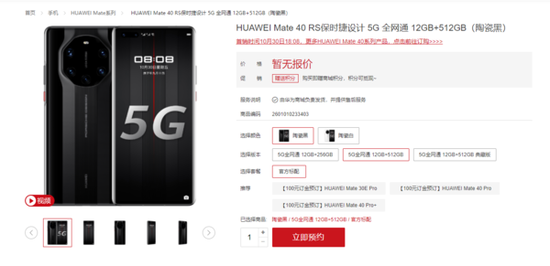 首页 > 手机 > HUAWEI Mate系列 > HUAWEI Mate 40 RS保时捷设计 5G 全网通 12GB+512GB（陶瓷黑）
HUAWEI Mate 40 RS保时捷设计 5G 全网通 12GB+512GB（陶瓷黑）
首销时间10月30日18:08，更多HUAWEI Mate 40系列产品，点击前往订购>>>>
价 格 暂无报价
促 销 赠送积分 购买即赠商城积分，积分可抵现~
服务说明 由华为商城负责发货，并提供售后服务
商品编码 2601010233403
选择颜色 陶瓷黑 陶瓷白
选择版本 5G全网通 12GB+256GB 5G全网通 12GB+512GB 5G全网通 12GB+512GB 典藏版
选择套餐 官方标配
推荐 【100元订金预订】HUAWEI Mate 30E Pro 【100元订金预订】HUAWEI Mate 40 Pro
【100元订金预订】HUAWEI Mate 40 Pro+
已选择商品 陶瓷黑 / 5G全网通 12GB+512GB / 官方标配
1 + − 立即预约
08:08
5G
视频